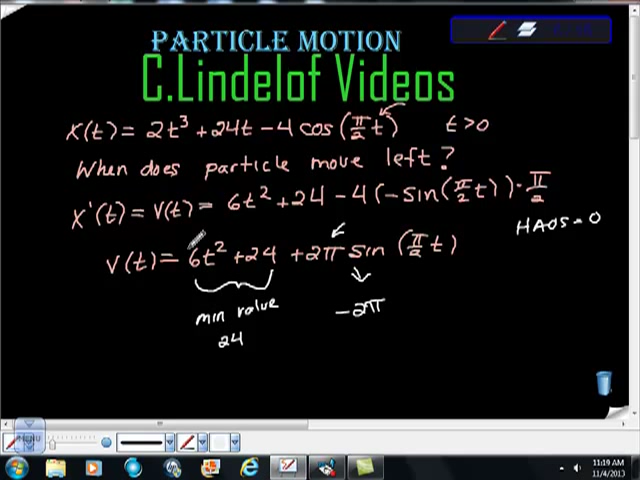 PARTICLE MOTION
C.Lindelof Videos
x(t) = 2t³ + 24t - 4 cos(π/2 t) t > 0
When does particle move left?
x'(t) = v(t) = 6t² + 24 - 4(-sin(π/2 t)) · π/2
HAOS = 0
v(t) = 6t² + 24 + 2π sin(π/2 t)
min value
-2π
24
MENU
11:19 AM
11/4/2013